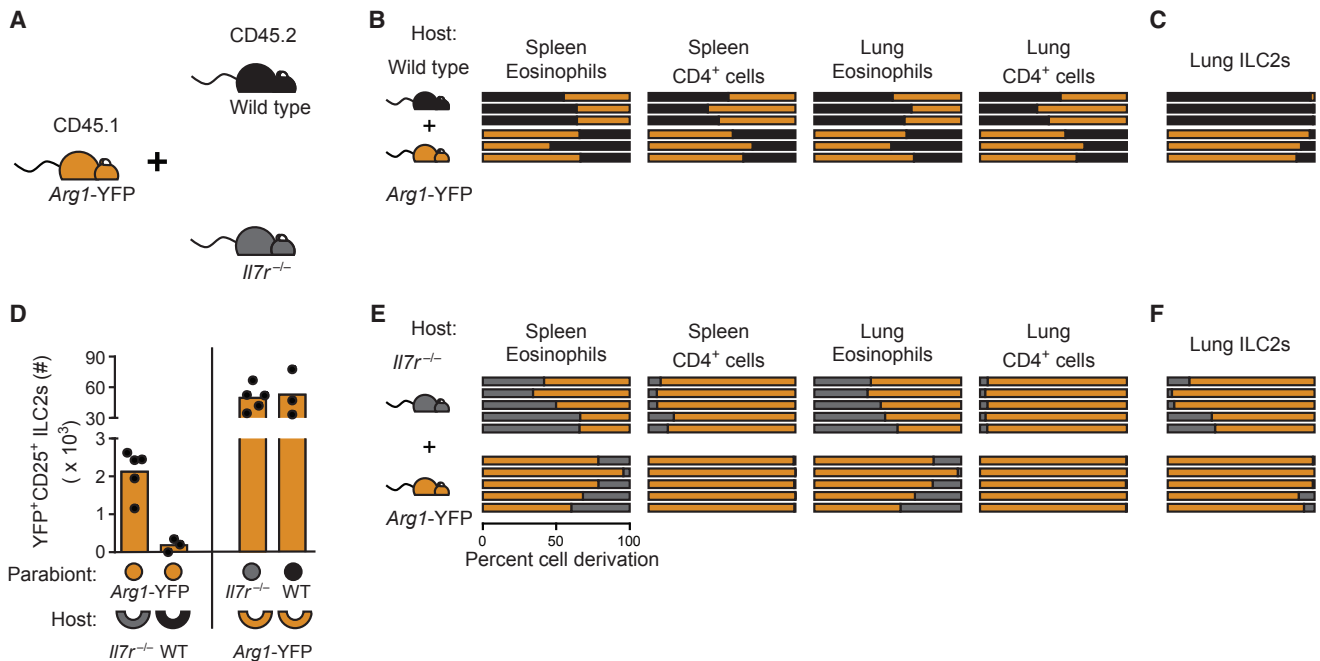 A
CD45.2
Wild type
CD45.1
+
Arg1-YFP
Il7r–/–
B
Host:
Wild type
+
Arg1-YFP
Spleen
Eosinophils
Spleen
CD4+ cells
Lung
Eosinophils
Lung
CD4+ cells
C
Lung ILC2s
D
YFP+CD25+ ILC2s (#)
( x 10³)
90
60
30
3
2
1
0
Parabiont:
Arg1-YFP
Il7r–/– WT
Host:
Il7r–/– WT
Arg1-YFP
E
Host:
Il7r–/–
+
Arg1-YFP
Spleen
Eosinophils
Spleen
CD4+ cells
Lung
Eosinophils
Lung
CD4+ cells
0 50 100
Percent cell derivation
F
Lung ILC2s